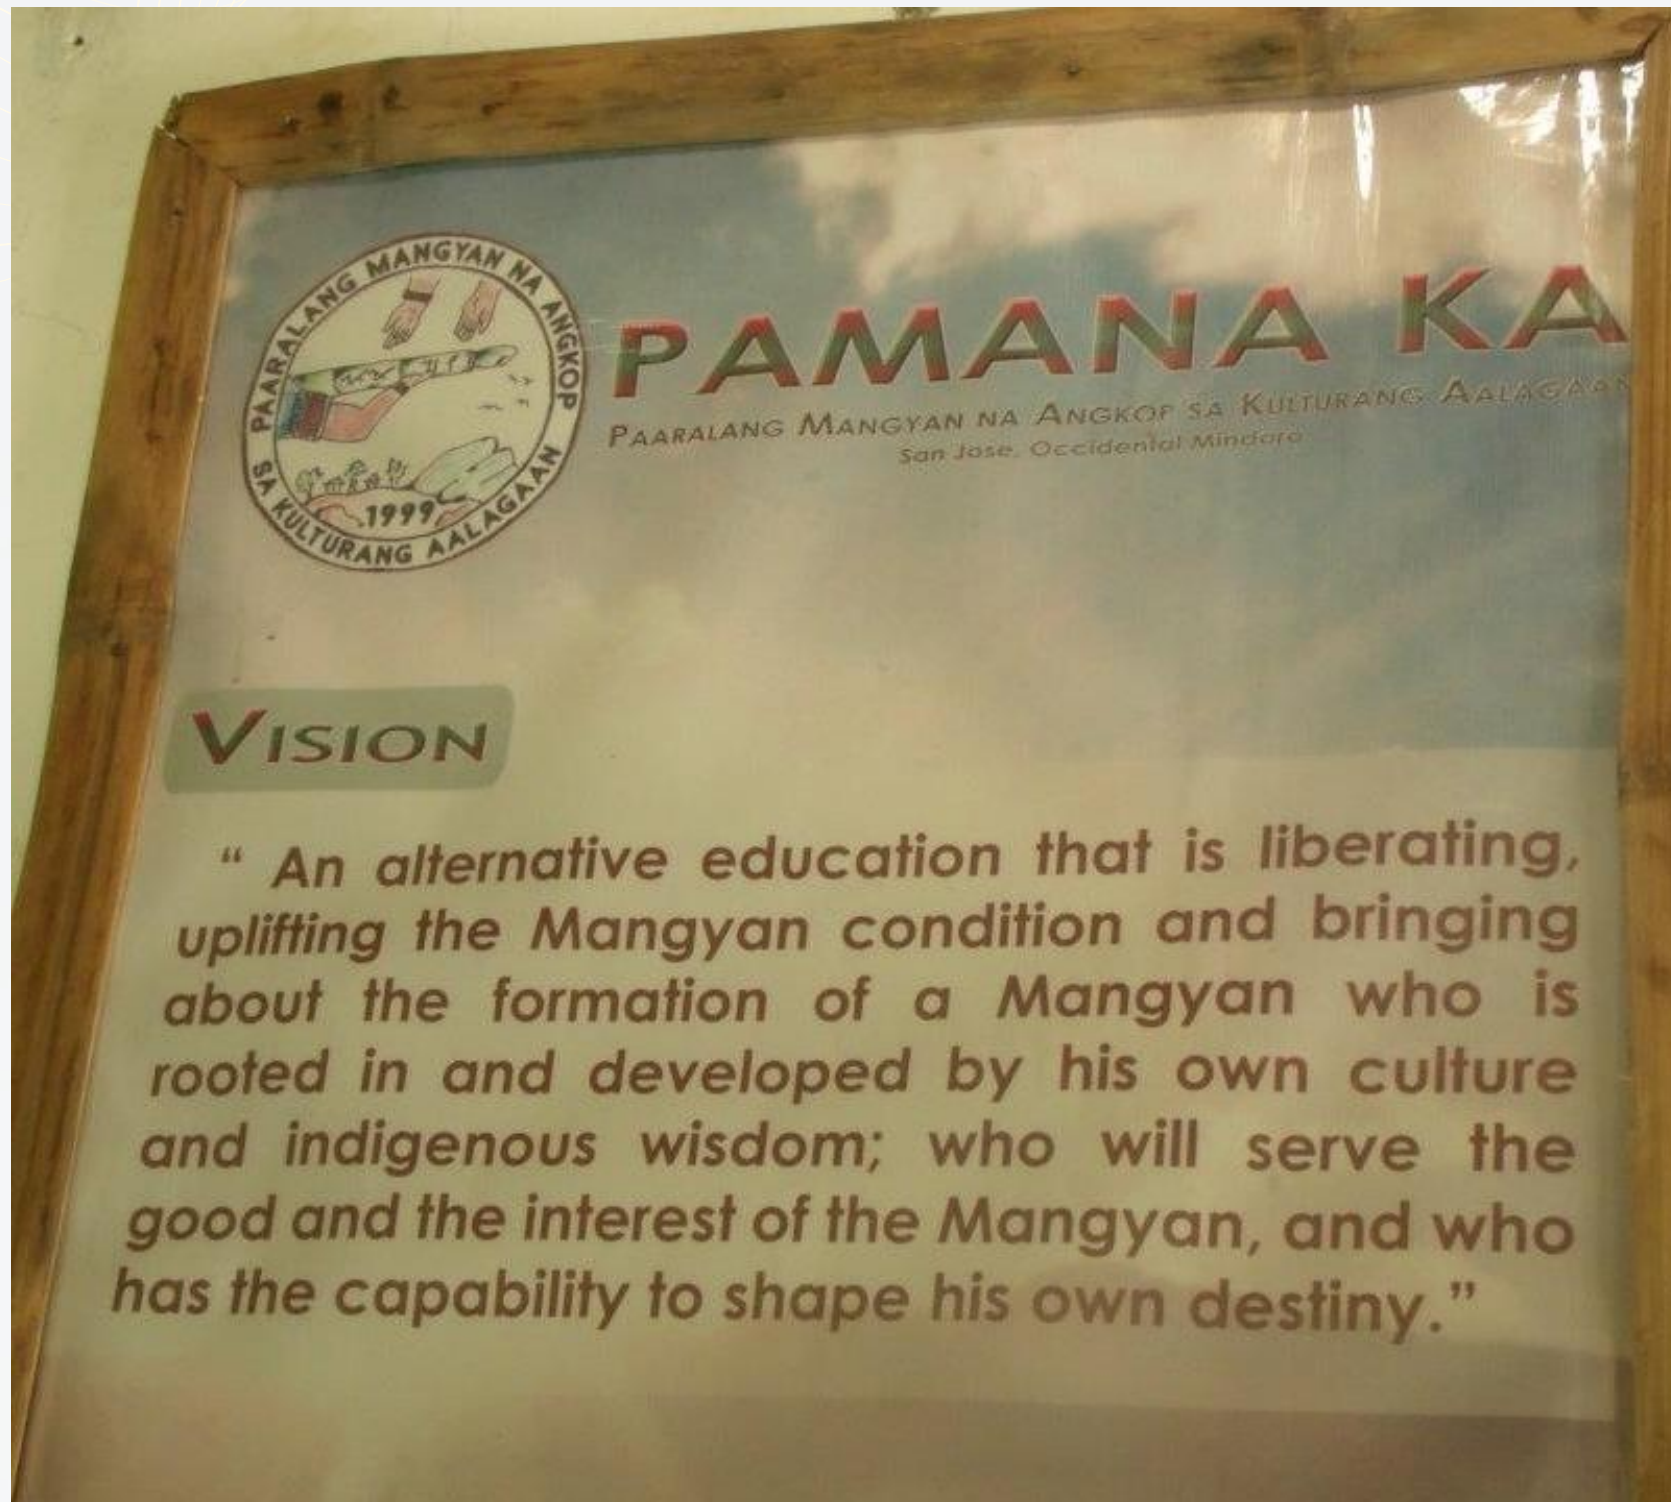 PAARALANG MANGYAN NA ANGKOP
SA KULTURANG AALAGAAN
1999
PAMANA KA
PAARALANG MANGYAN NA ANGKOP SA KULTURANG AALAGAAN
San Jose, Occidental Mindoro
VISION
“ An alternative education that is liberating,
uplifting the Mangyan condition and bringing
about the formation of a Mangyan who is
rooted in and developed by his own culture
and indigenous wisdom; who will serve the
good and the interest of the Mangyan, and who
has the capability to shape his own destiny.”